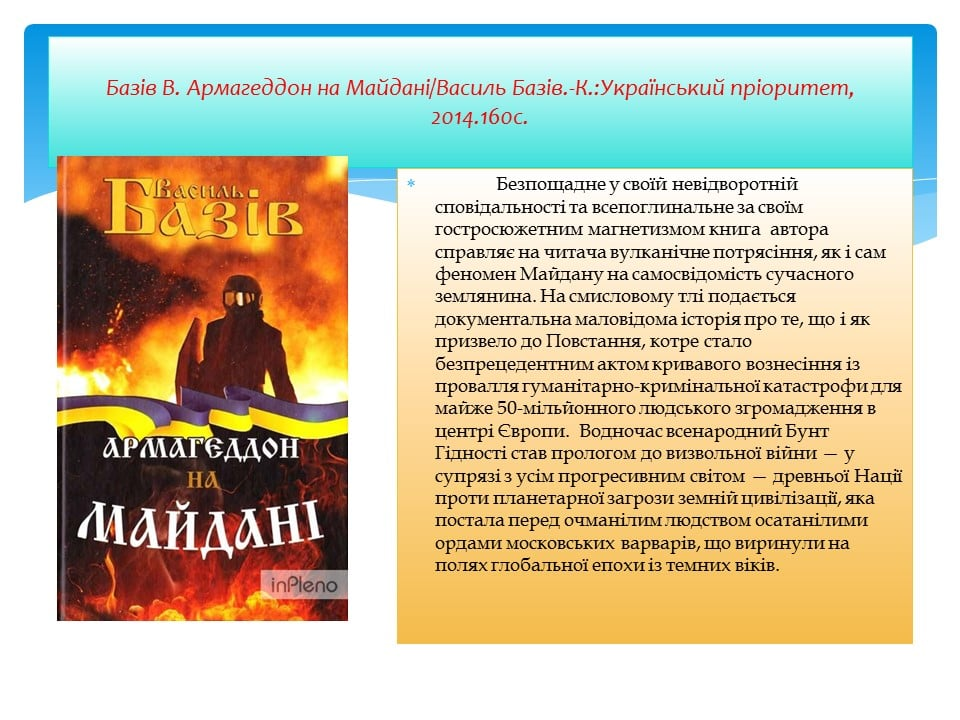 Базів В. Армагеддон на Майдані/Василь Базів.-К.:Український пріоритет,
2014.160с.
Василь
Базів
Армагеддон
на
Майдані
inPleno
Безпощадне у своїй невідворотній
сповідальності та всепоглинальне за своїм
гостросюжетним магнетизмом книга автора
справляє на читача вулканічне потрясіння, як і сам
феномен Майдану на самосвідомість сучасного
землянина. На смисловому тлі подається
документальна маловідома історія про те, що і як
призвело до Повстання, котре стало
безпрецедентним актом кривавого вознесіння із
провалля гуманітарно-кримінальної катастрофи для
майже 50-мільйонного людського згромадження в
центрі Європи. Водночас всенародний Бунт
Гідності став прологом до визвольної війни — у
супрязі з усім прогресивним світом — древньої Нації
проти планетарної загрози земній цивілізації, яка
постала перед очманілим людством осатанілими
ордами московських варварів, що виринули на
полях глобальної епохи із темних віків.